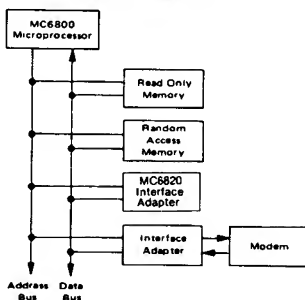 MC6800
Microprocessor
Read Only
Memory
Random
Access
Memory
MC6820
Interface
Adapter
Interface
Adapter
Modem
Address
Bus
Data
Bus